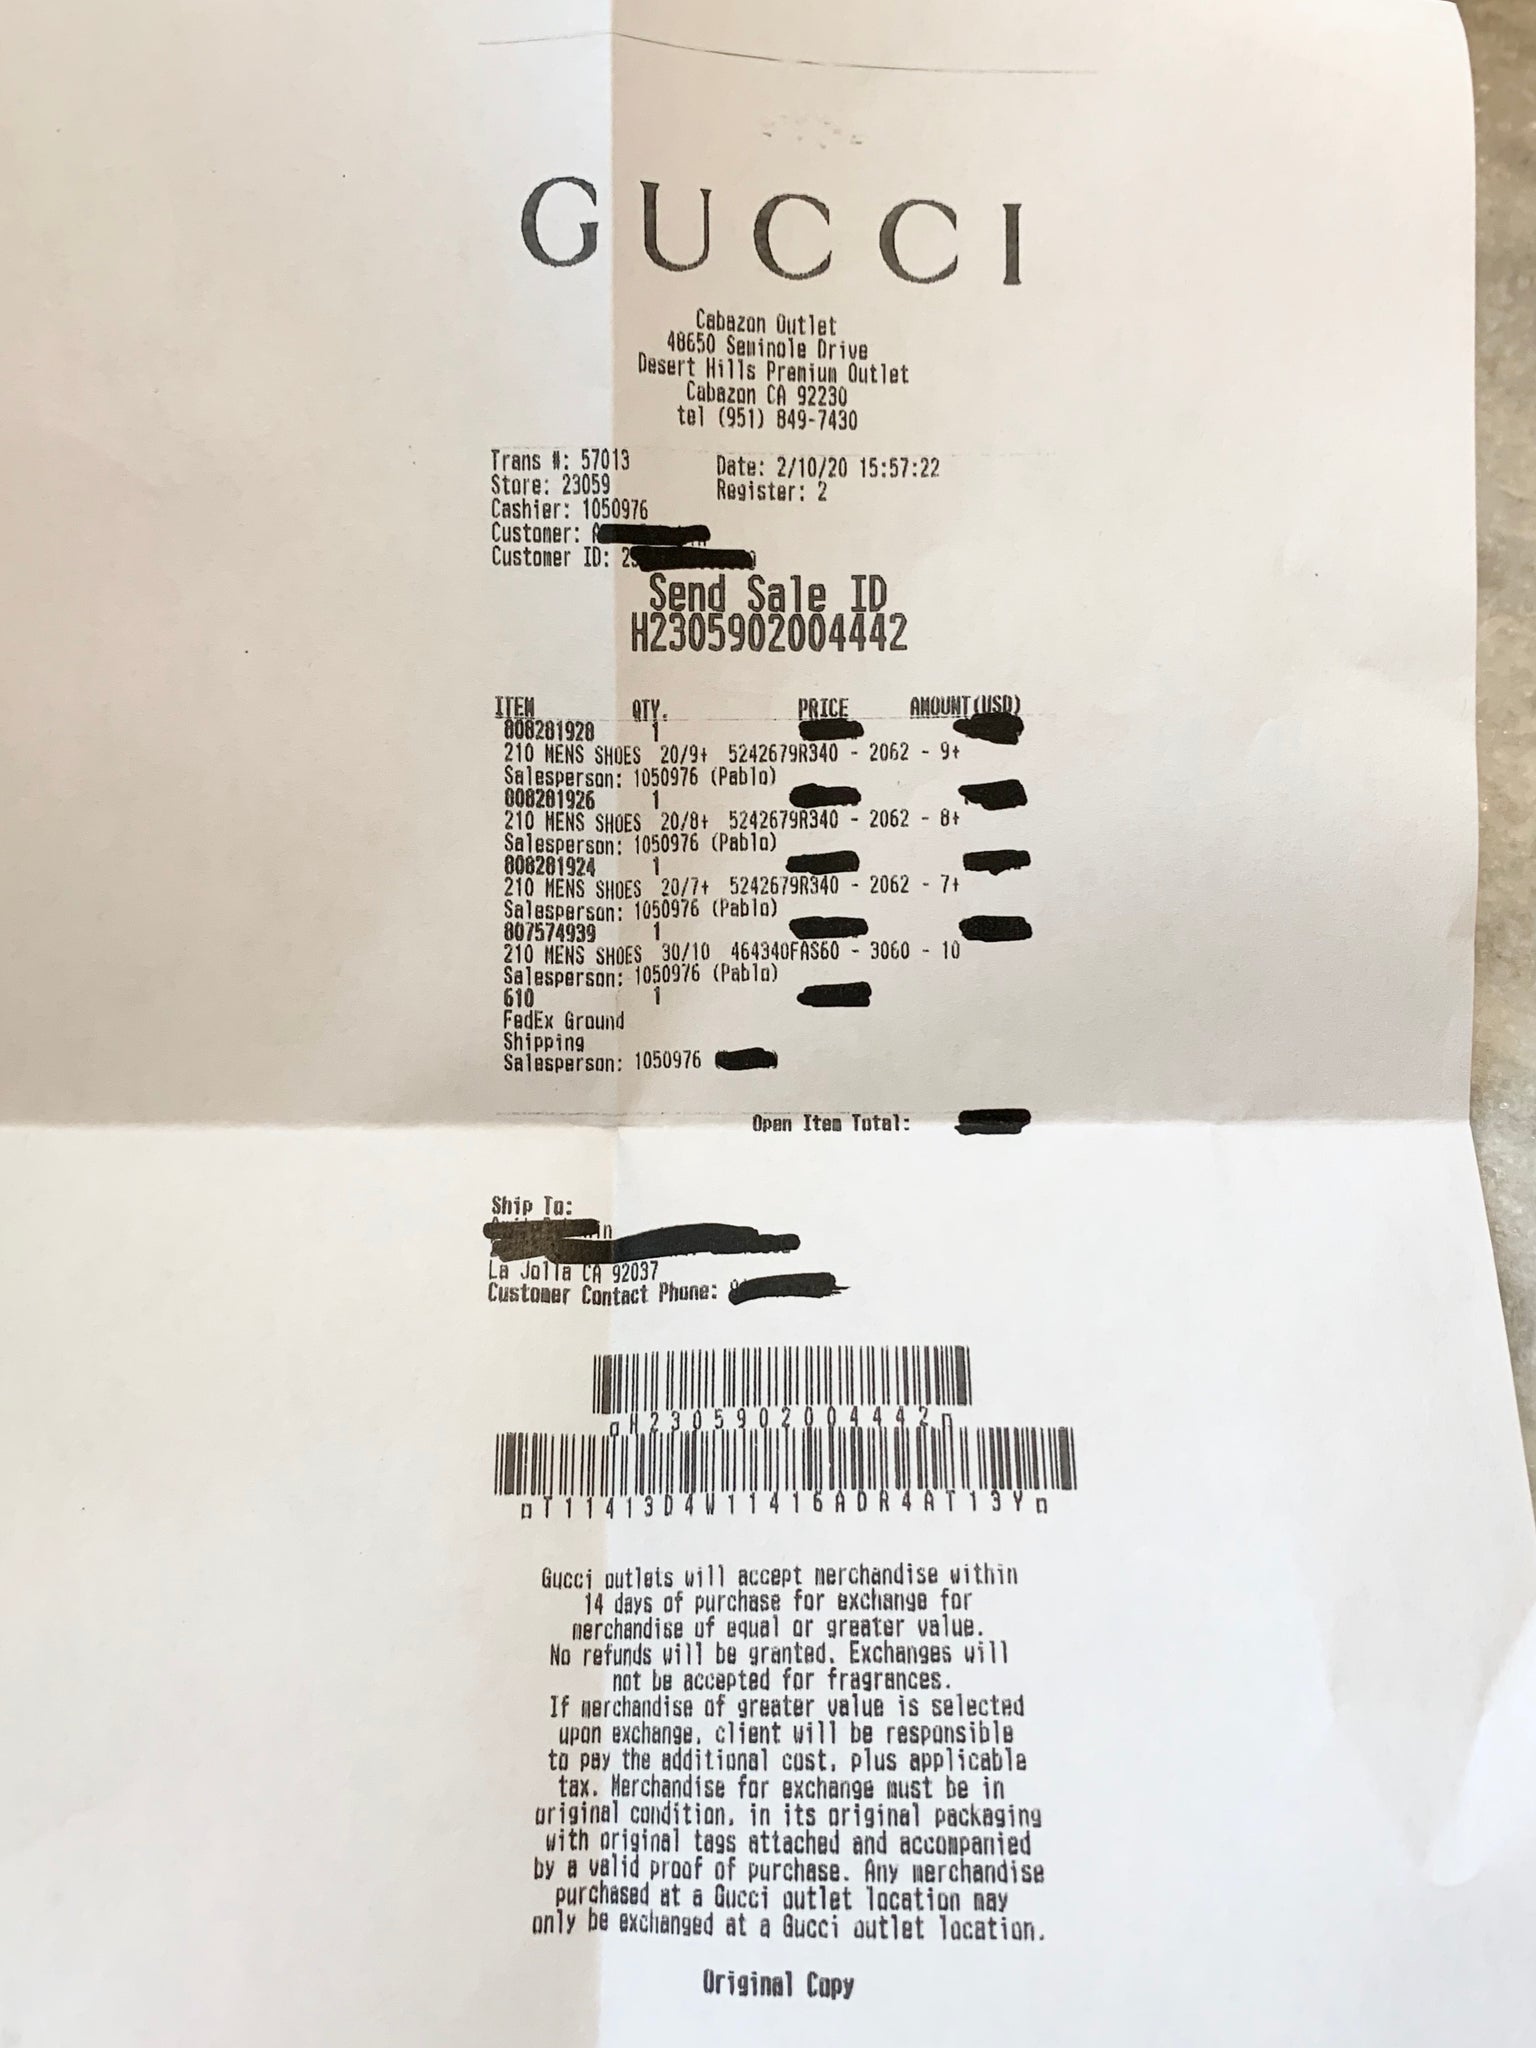 GUCCI
Cabazon Outlet
48650 Seminole Drive
Desert Hills Premium Outlet
Cabazon CA 92230
tel (951) 849-7430
Trans #: 57013 Date: 2/10/20 15:57:22
Store: 23059 Register: 2
Cashier: 1050976
Customer:
Customer ID:
Send Sale ID
H2305902004442
ITEM QTY. PRICE AMOUNT(USD)
808281928 1
210 MENS SHOES 20/9+ 5242679R340 - 2062 - 9+
Salesperson: 1050976 (Pablo)
808281926 1
210 MENS SHOES 20/8+ 5242679R340 - 2062 - 8+
Salesperson: 1050976 (Pablo)
808281924 1
210 MENS SHOES 20/7+ 5242679R340 - 2062 - 7+
Salesperson: 1050976 (Pablo)
807574939 1
210 MENS SHOES 30/10 464340FAS60 - 3060 - 10
Salesperson: 1050976 (Pablo)
610 1
FedEx Ground
Shipping
Salesperson: 1050976
Open Item Total:
Ship To:
La Jolla CA 92037
Customer Contact Phone:
H2305902004442
T11413D4W11416ADR4AT13Y
Gucci outlets will accept merchandise within
14 days of purchase for exchange for
merchandise of equal or greater value.
No refunds will be granted. Exchanges will
not be accepted for fragrances.
If merchandise of greater value is selected
upon exchange, client will be responsible
to pay the additional cost, plus applicable
tax. Merchandise for exchange must be in
original condition, in its original packaging
with original tags attached and accompanied
by a valid proof of purchase. Any merchandise
purchased at a Gucci outlet location may
only be exchanged at a Gucci outlet location.
Original Copy